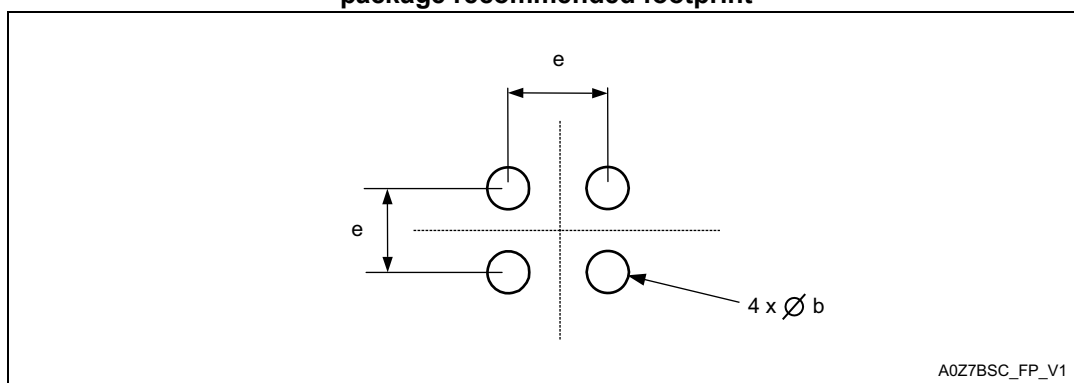 package recommended footprint
e
e
4 x Ø b
A0Z7BSC_FP_V1